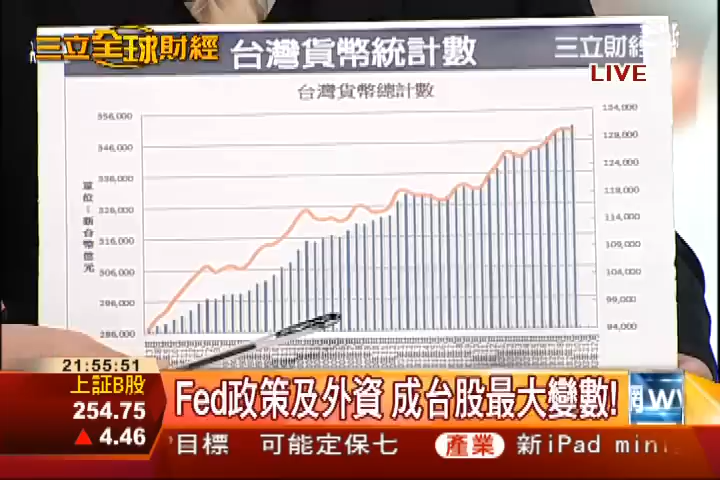 三立全球財經
台灣貨幣統計數
三立財經
LIVE
台灣貨幣總計數
356,000
346,000
336,000
326,000
316,000
306,000
296,000
286,000
單位：新台幣億元
134,000
129,000
124,000
119,000
114,000
109,000
104,000
99,000
94,000
21:55:51
上証B股
254.75
▲4.46
Fed政策及外資 成台股最大變數!
網 W
目標 可能定保七 產業 新iPad mini